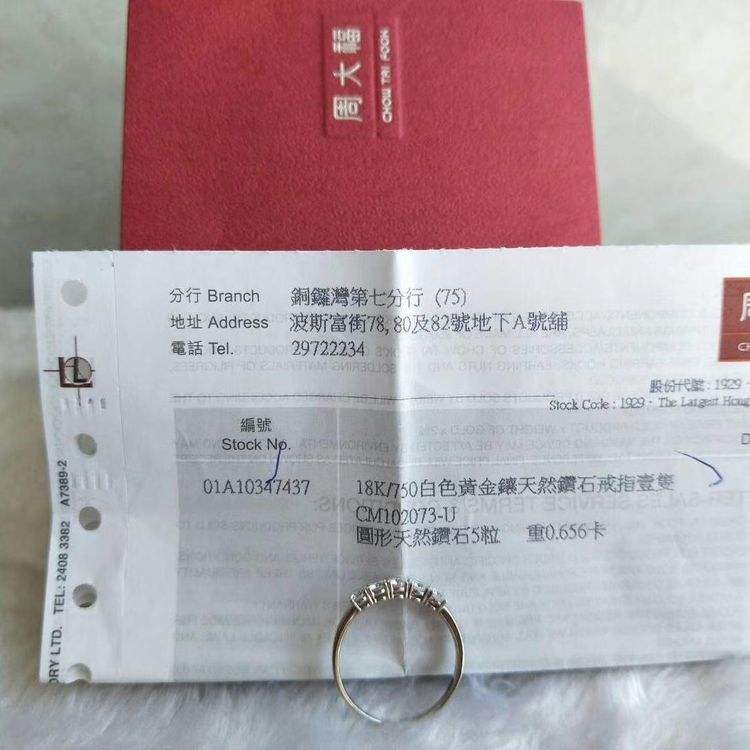 周大福
CHOW TAI FOOK
分行 Branch 銅鑼灣第七分行 (75)
地址 Address 波斯富街78, 80及82號地下A號舖
電話 Tel. 29722234
周
CH
股份代號 : 1929
Stock Code : 1929 · The Largest Hong
編號
Stock No.
D
01A10347437 18K/750白色黃金鑲天然鑽石戒指壹隻
CM102073-U
圓形天然鑽石5粒 重0.656卡
RY LTD. TEL: 2408 3382 A7389-2